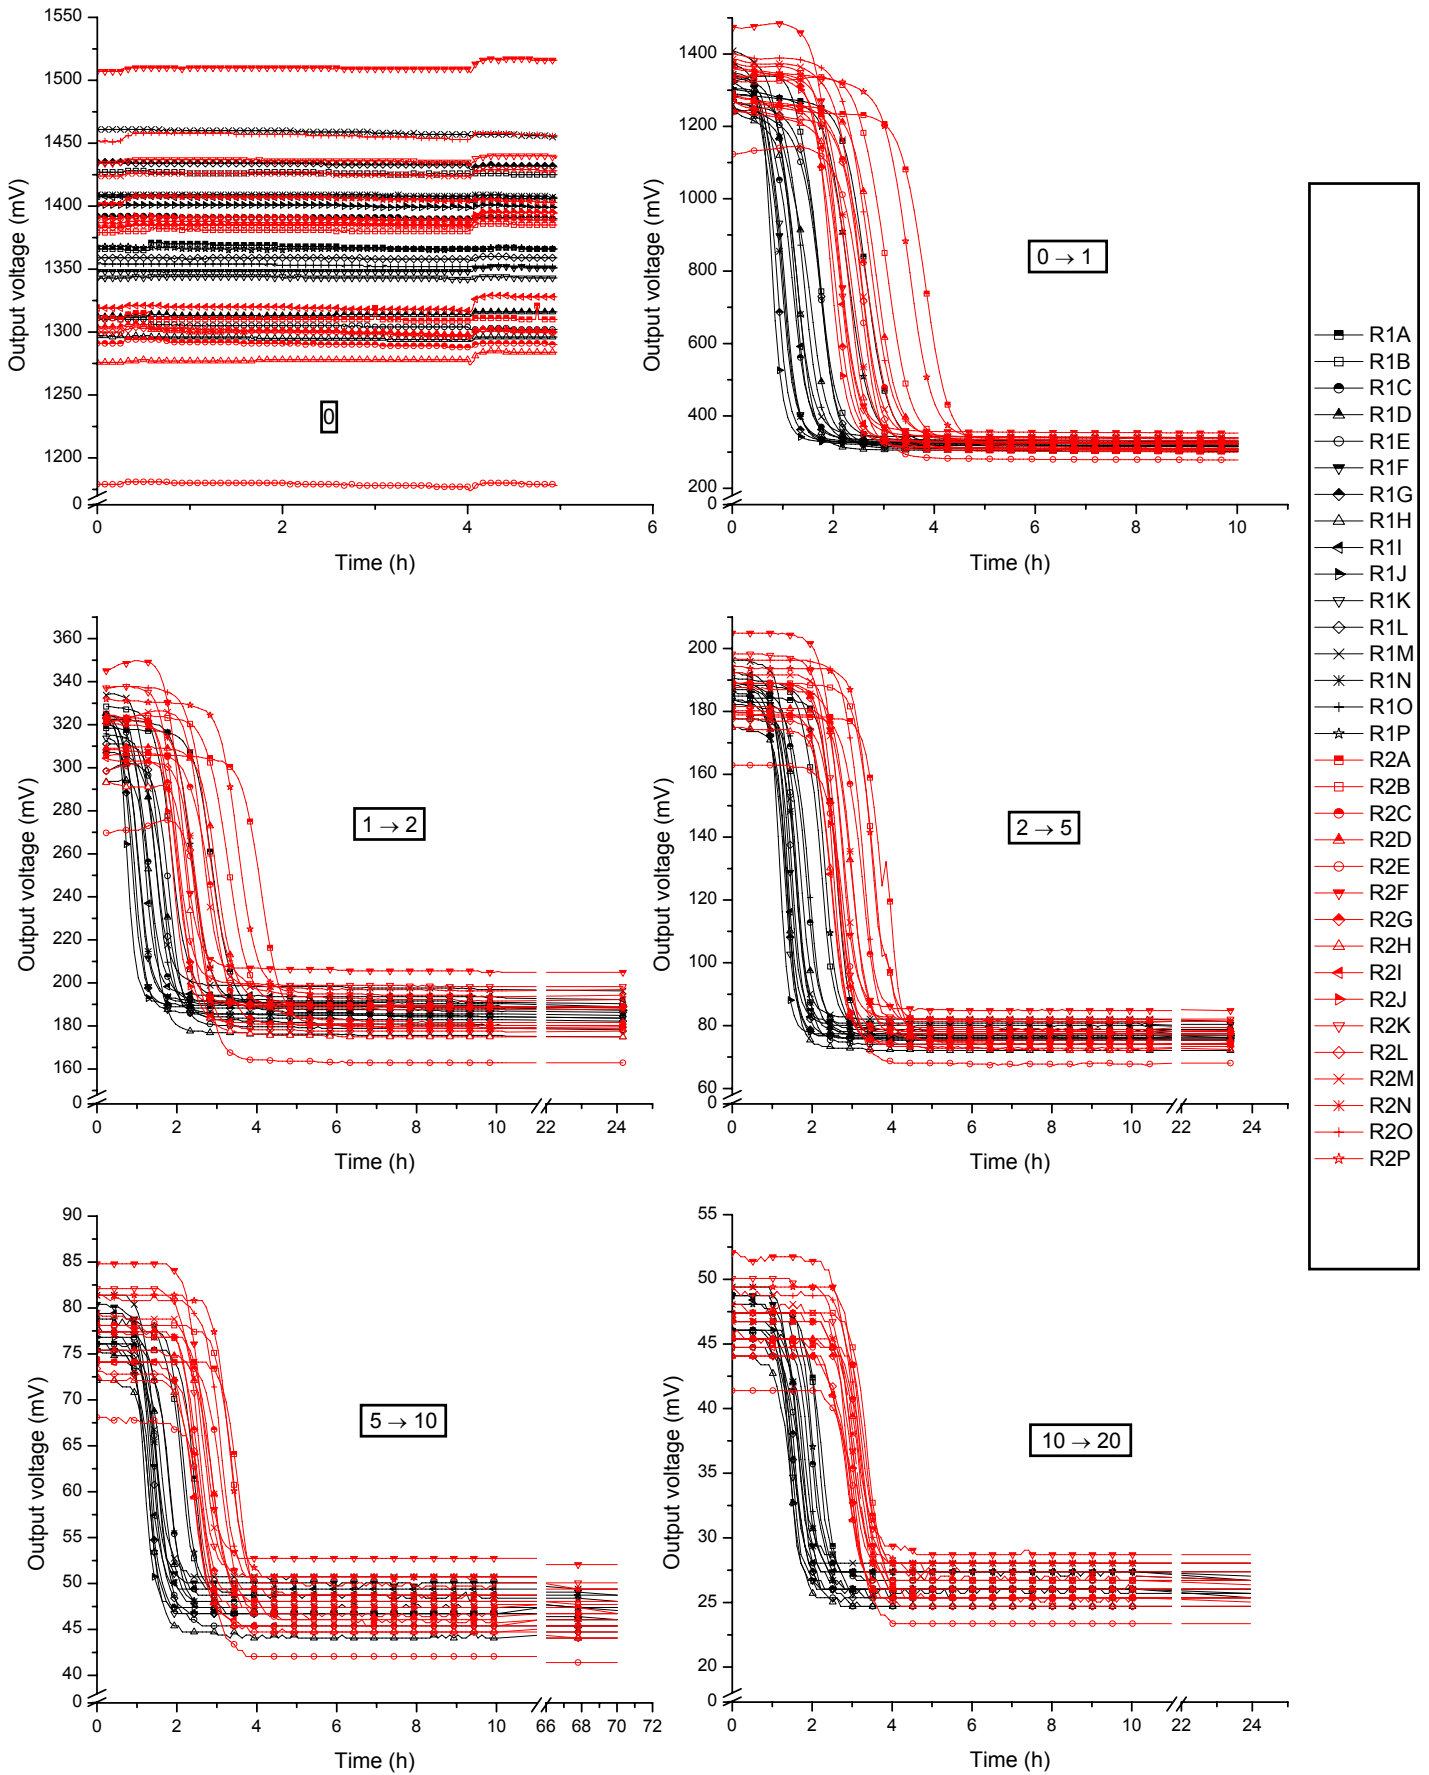 1550
1500
1450
1400
1350
1300
1250
1200
0
Output voltage (mV)
0
0
2
4
6
Time (h)
1400
1200
1000
800
600
400
200
0
Output voltage (mV)
0 → 1
0
2
4
6
8
10
Time (h)
360
340
320
300
280
260
240
220
200
180
160
0
Output voltage (mV)
1 → 2
0
2
4
6
8
10
22
24
Time (h)
200
180
160
140
120
100
80
60
0
Output voltage (mV)
2 → 5
0
2
4
6
8
10
22
24
Time (h)
90
85
80
75
70
65
60
55
50
45
40
0
Output voltage (mV)
5 → 10
0
2
4
6
8
10
66
68
70
72
Time (h)
55
50
45
40
35
30
25
20
0
Output voltage (mV)
10 → 20
0
2
4
6
8
10
22
24
Time (h)
R1A
R1B
R1C
R1D
R1E
R1F
R1G
R1H
R1I
R1J
R1K
R1L
R1M
R1N
R1O
R1P
R2A
R2B
R2C
R2D
R2E
R2F
R2G
R2H
R2I
R2J
R2K
R2L
R2M
R2N
R2O
R2P